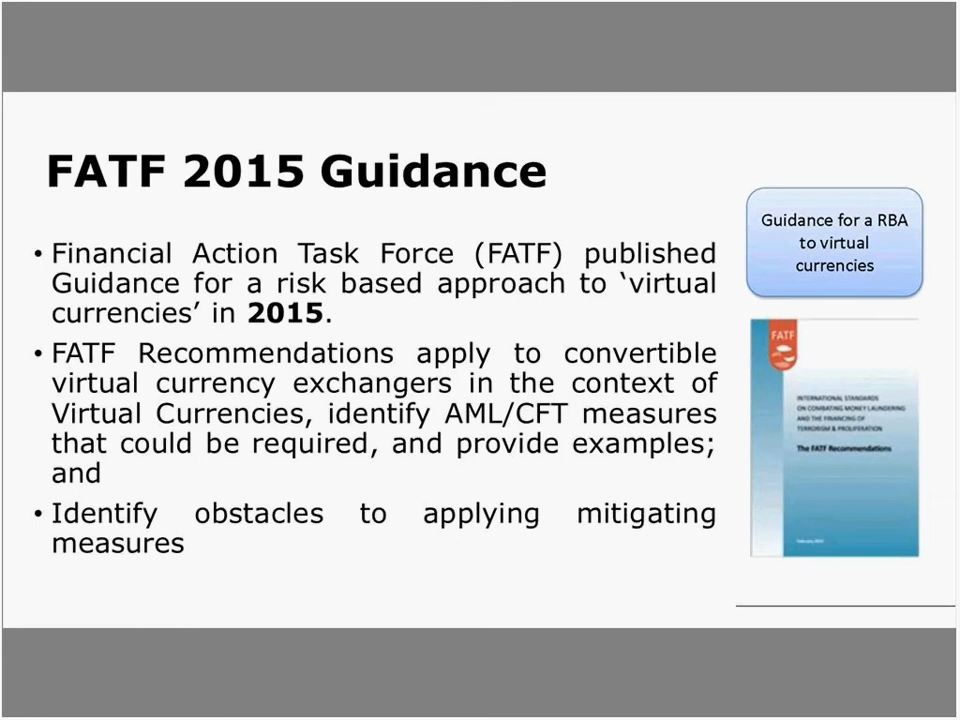 FATF 2015 Guidance
• Financial Action Task Force (FATF) published
Guidance for a risk based approach to ‘virtual
currencies’ in 2015.
• FATF Recommendations apply to convertible
virtual currency exchangers in the context of
Virtual Currencies, identify AML/CFT measures
that could be required, and provide examples;
and
• Identify obstacles to applying mitigating
measures
Guidance for a RBA
to virtual
currencies
FATF
INTERNATIONAL STANDARDS
ON COMBATING MONEY LAUNDERING
AND THE FINANCING OF
TERRORISM & PROLIFERATION
The FATF Recommendations